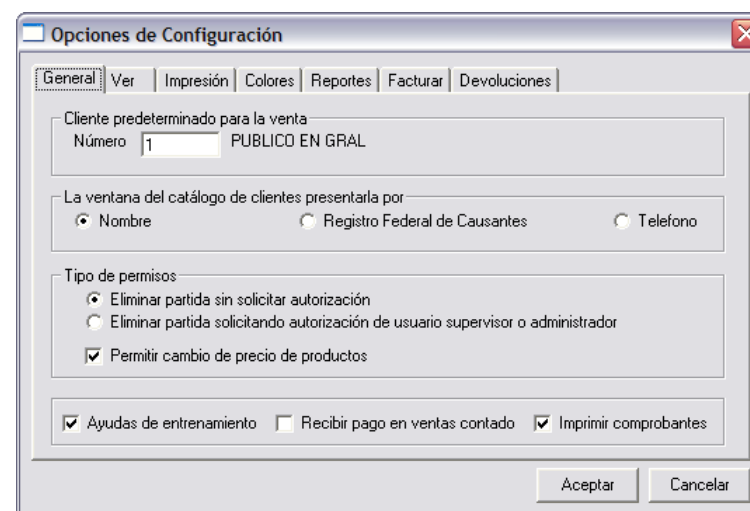 Opciones de Configuración
General Ver Impresión Colores Reportes Facturar Devoluciones
Cliente predeterminado para la venta
Número 1 PUBLICO EN GRAL
La ventana del catálogo de clientes presentarla por
Nombre Registro Federal de Causantes Telefono
Tipo de permisos
Eliminar partida sin solicitar autorización
Eliminar partida solicitando autorización de usuario supervisor o administrador
Permitir cambio de precio de productos
Ayudas de entrenamiento Recibir pago en ventas contado Imprimir comprobantes
Aceptar Cancelar